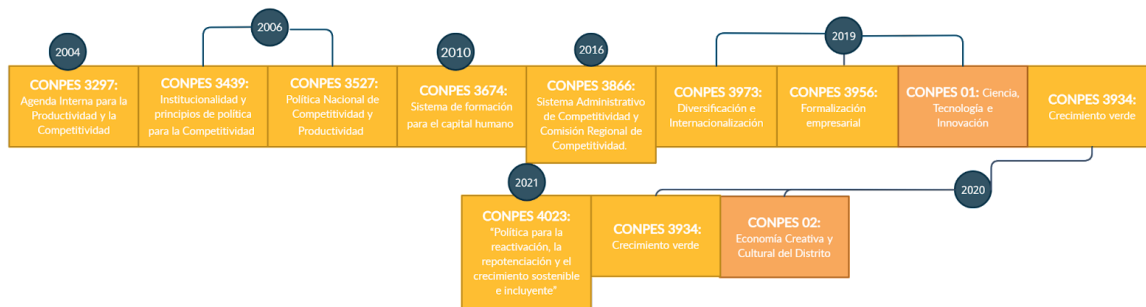 2004
2006
2010
2016
2019
CONPES 3297:
Agenda Interna para la
Productividad y la
Competitividad
CONPES 3439:
Institucionalidad y
principios de política
para la Competitividad
CONPES 3527:
Política Nacional de
Competitividad y
Productividad
CONPES 3674:
Sistema de formación
para el capital humano
CONPES 3866:
Sistema Administrativo
de Competitividad y
Comisión Regional de
Competitividad.
CONPES 3973:
Diversificación e
Internacionalización
CONPES 3956:
Formalización
empresarial
CONPES 01: Ciencia,
Tecnología e
Innovación
CONPES 3934:
Crecimiento verde
2021
2020
CONPES 4023:
"Política para la
reactivación, la
repotenciación y el
crecimiento sostenible
e incluyente"
CONPES 3934:
Crecimiento verde
CONPES 02:
Economía Creativa y
Cultural del Distrito